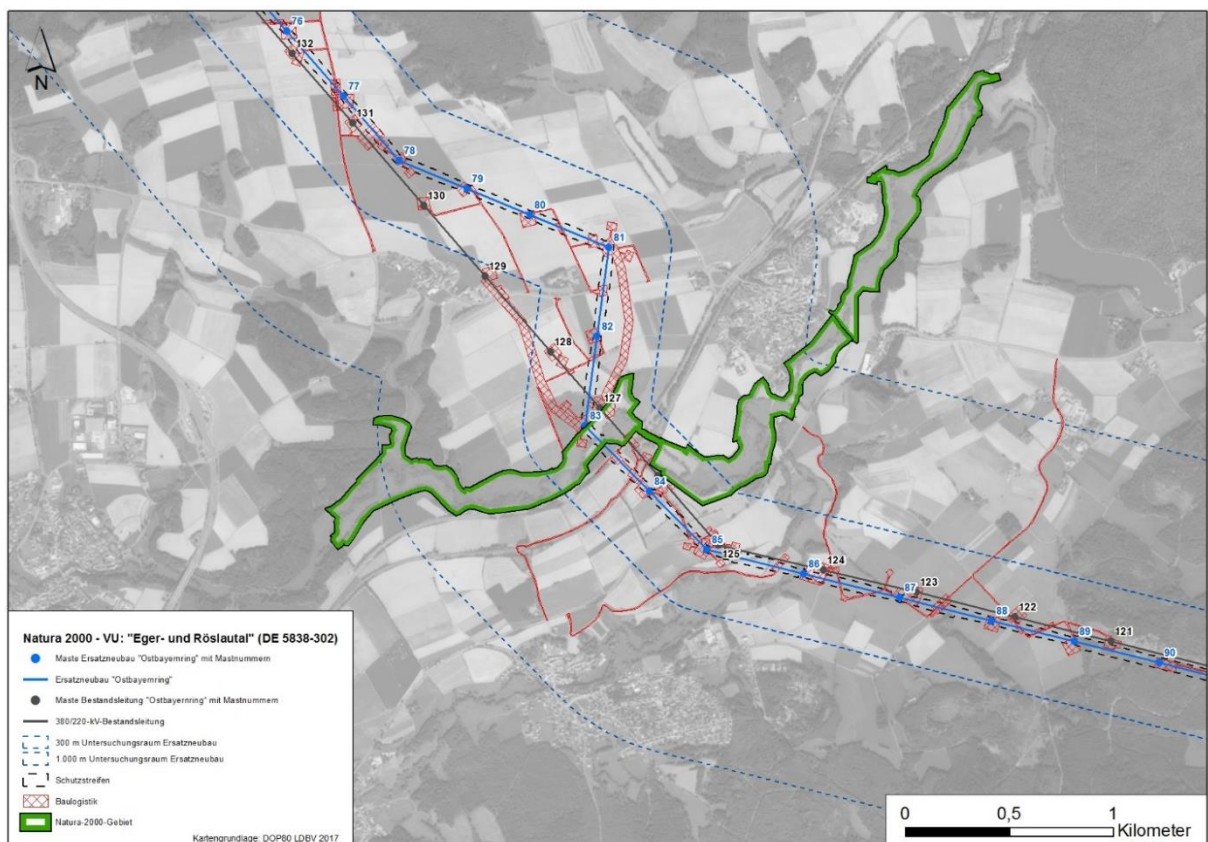 76
132
N
77
131
78
79
130
80
81
129
82
128
127
83
84
85
125
124
86
123
87
122
88
121
89
90
Natura 2000 - VU: "Eger- und Röslautal" (DE 5838-302)
Maste Ersatzneubau "Ostbayernring" mit Mastnummern
Ersatzneubau "Ostbayernring"
Maste Bestandsleitung "Ostbayernring" mit Mastnummern
380/220-kV-Bestandsleitung
300 m Untersuchungsraum Ersatzneubau
1.000 m Untersuchungsraum Ersatzneubau
Schutzstreifen
Baulogistik
Natura-2000-Gebiet
Kartengrundlage: DOP80 LDBV 2017
0 0,5 1
Kilometer